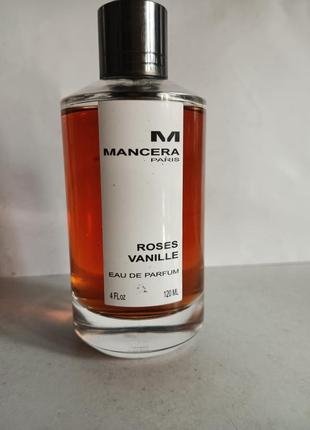 M
MANCERA
PARIS
ROSES
VANILLE
EAU DE PARFUM
4 FL.oz 120 ML